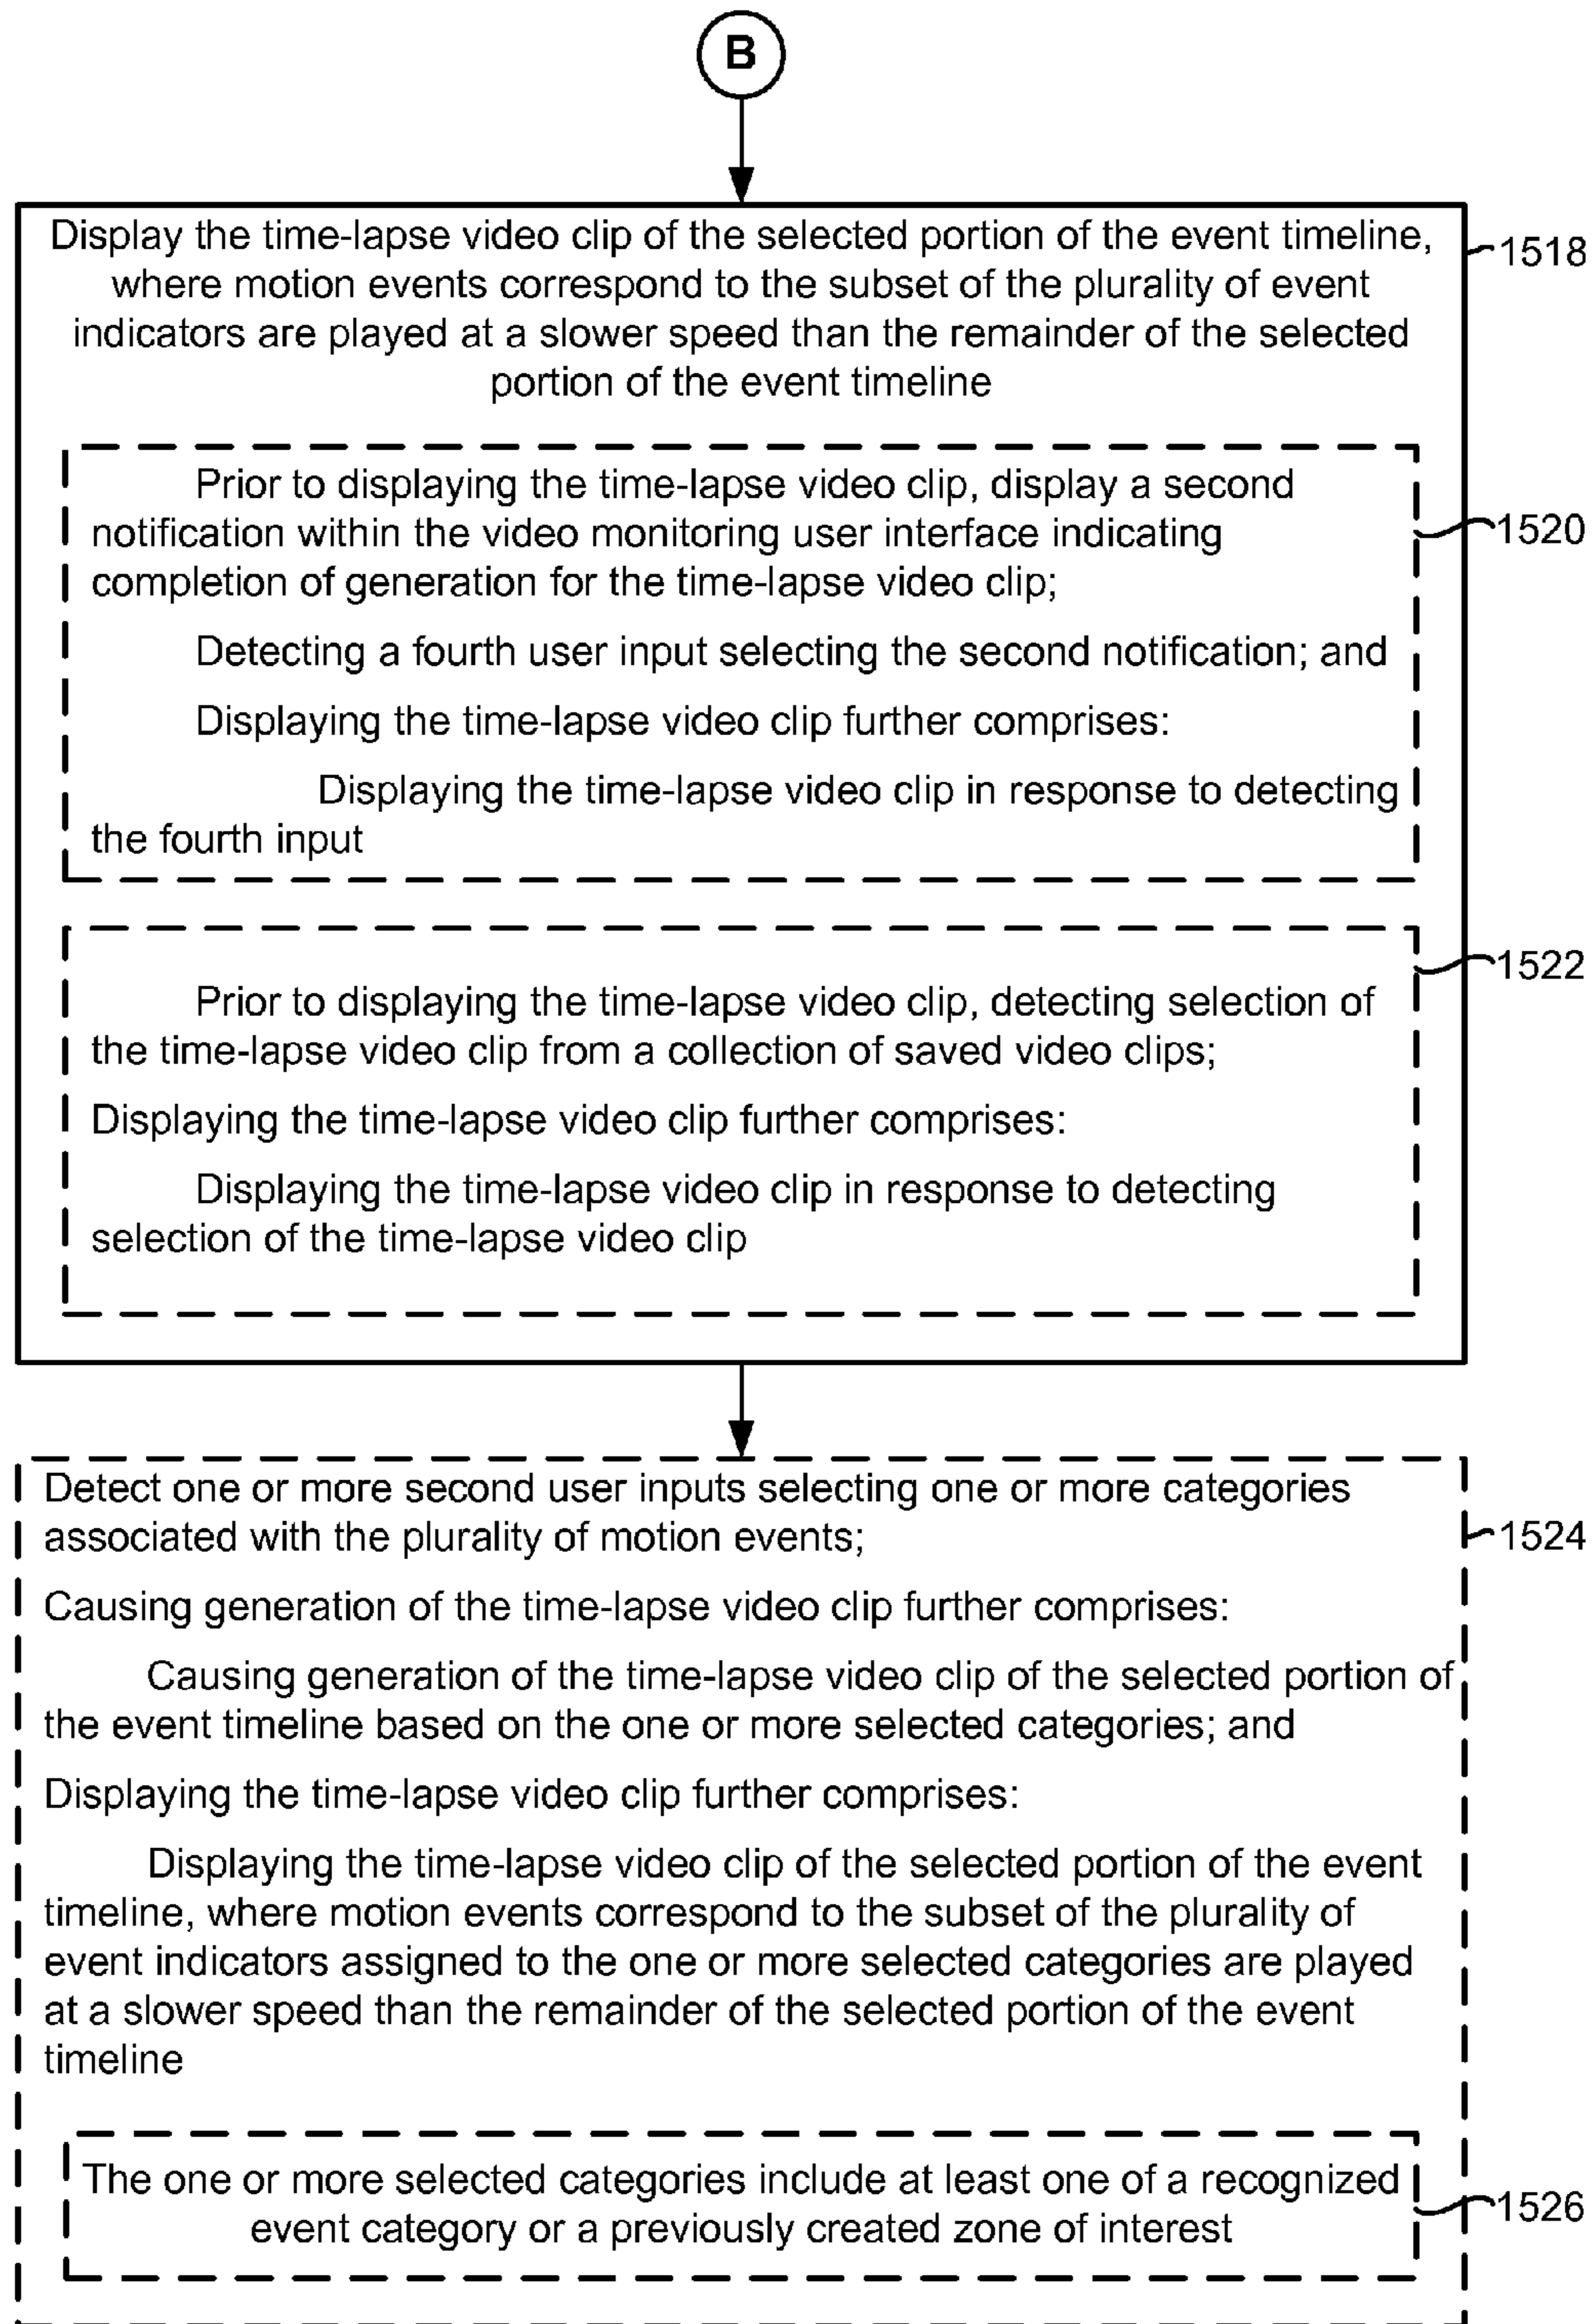 B
Display the time-lapse video clip of the selected portion of the event timeline,
where motion events correspond to the subset of the plurality of event
indicators are played at a slower speed than the remainder of the selected
portion of the event timeline
1518
Prior to displaying the time-lapse video clip, display a second
notification within the video monitoring user interface indicating
completion of generation for the time-lapse video clip;
Detecting a fourth user input selecting the second notification; and
Displaying the time-lapse video clip further comprises:
Displaying the time-lapse video clip in response to detecting
the fourth input
1520
Prior to displaying the time-lapse video clip, detecting selection of
the time-lapse video clip from a collection of saved video clips;
Displaying the time-lapse video clip further comprises:
Displaying the time-lapse video clip in response to detecting
selection of the time-lapse video clip
1522
Detect one or more second user inputs selecting one or more categories
associated with the plurality of motion events;
Causing generation of the time-lapse video clip further comprises:
Causing generation of the time-lapse video clip of the selected portion of
the event timeline based on the one or more selected categories; and
Displaying the time-lapse video clip further comprises:
Displaying the time-lapse video clip of the selected portion of the event
timeline, where motion events correspond to the subset of the plurality of
event indicators assigned to the one or more selected categories are played
at a slower speed than the remainder of the selected portion of the event
timeline
1524
The one or more selected categories include at least one of a recognized
event category or a previously created zone of interest
1526